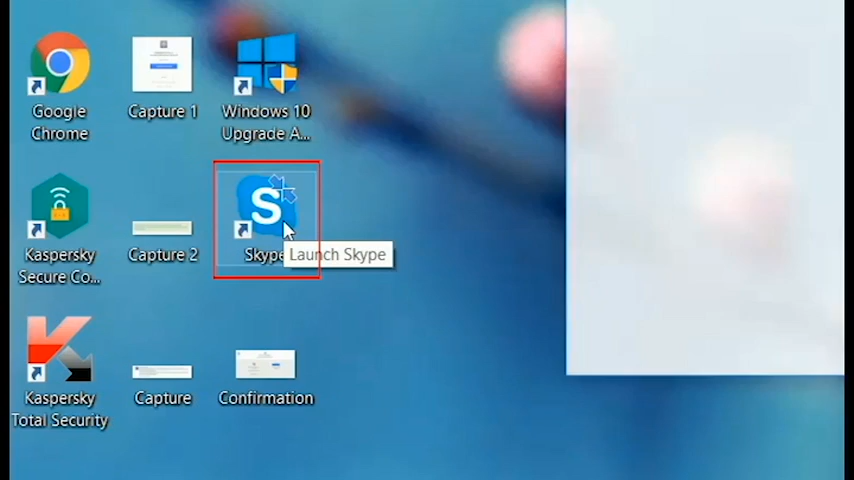 Google
Chrome
Capture 1
Windows 10
Upgrade A...
Kaspersky
Secure Co...
Capture 2
S
Skype
Launch Skype
Kaspersky
Total Security
Capture
Confirmation